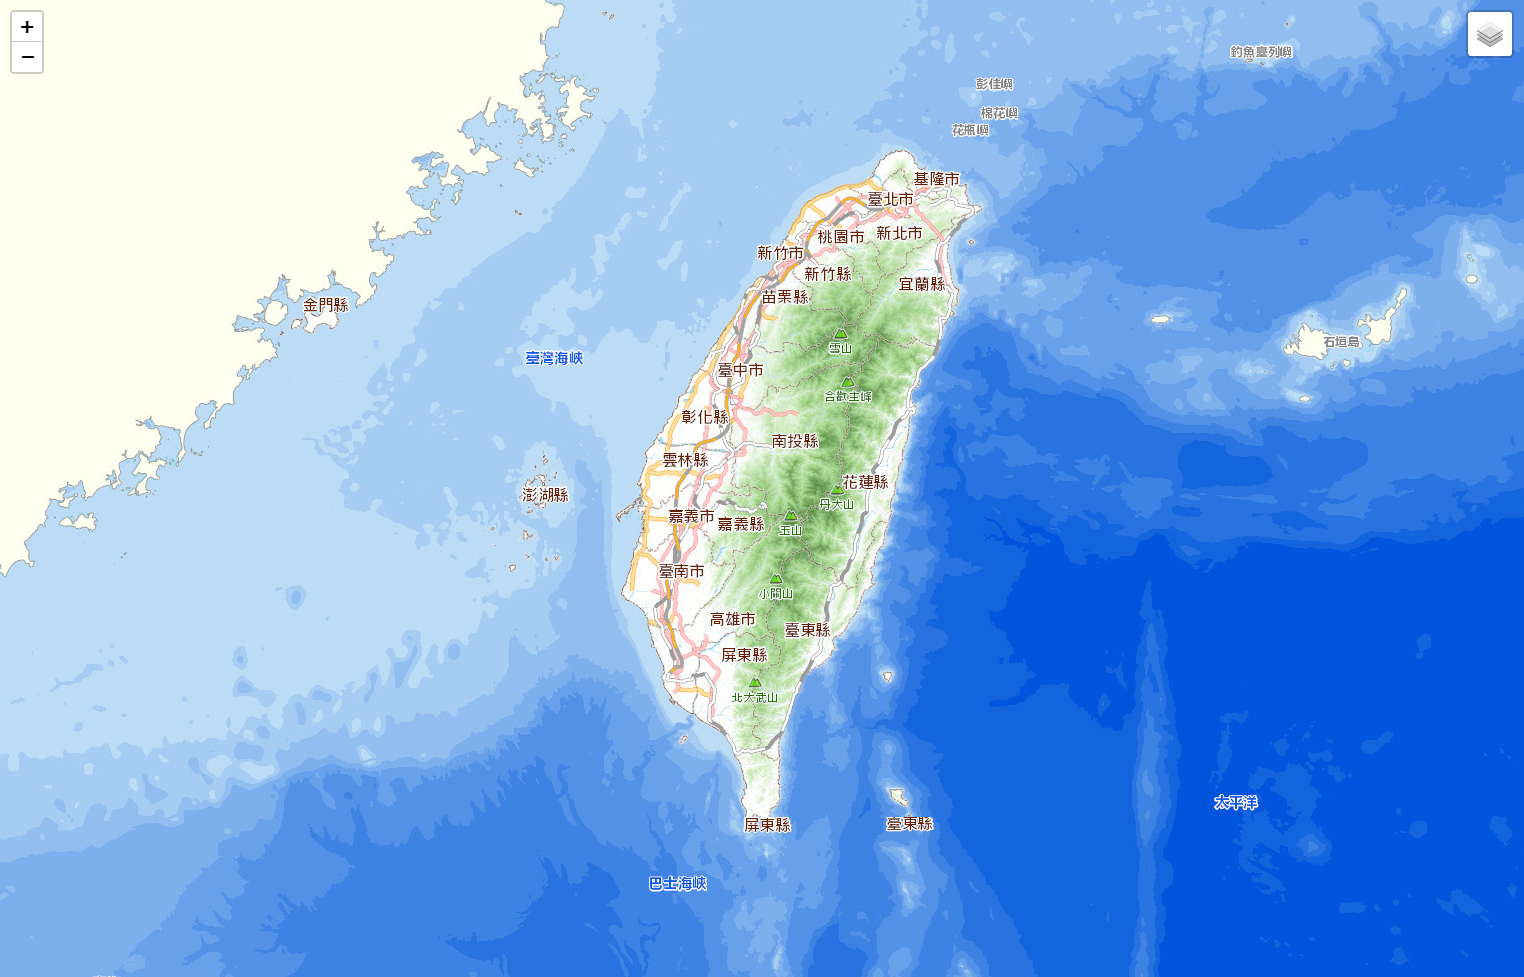 +
−
釣魚臺列嶼
彭佳嶼
棉花嶼
花瓶嶼
基隆市
臺北市
桃園市
新北市
新竹市
新竹縣
宜蘭縣
苗栗縣
金門縣
雪山
石垣島
臺灣海峽
臺中市
合歡主峰
彰化縣
南投縣
雲林縣
花蓮縣
澎湖縣
丹大山
嘉義市
嘉義縣
玉山
臺南市
小關山
高雄市
臺東縣
屏東縣
北大武山
太平洋
屏東縣
臺東縣
巴士海峽